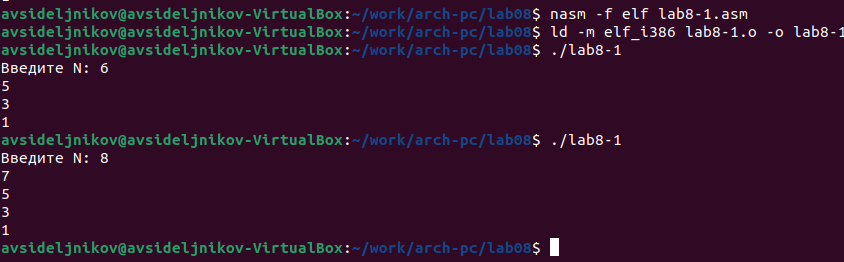 avsideljnikov@avsideljnikov-VirtualBox:~/work/arch-pc/lab08$ nasm -f elf lab8-1.asm
avsideljnikov@avsideljnikov-VirtualBox:~/work/arch-pc/lab08$ ld -m elf_i386 lab8-1.o -o lab8-1
avsideljnikov@avsideljnikov-VirtualBox:~/work/arch-pc/lab08$ ./lab8-1
Введите N: 6
5
3
1
avsideljnikov@avsideljnikov-VirtualBox:~/work/arch-pc/lab08$ ./lab8-1
Введите N: 8
7
5
3
1
avsideljnikov@avsideljnikov-VirtualBox:~/work/arch-pc/lab08$